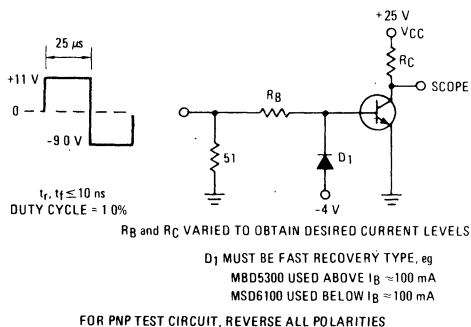 +25 V
VCC
RC
SCOPE
25 μs
+11 V
0
-9.0 V
RB
51
D1
-4 V
tr, tf ≤ 10 ns
DUTY CYCLE = 1.0%
RB and RC VARIED TO OBTAIN DESIRED CURRENT LEVELS
D1 MUST BE FAST RECOVERY TYPE, eg
MBD5300 USED ABOVE IB ≈ 100 mA
MSD6100 USED BELOW IB ≈ 100 mA
FOR PNP TEST CIRCUIT, REVERSE ALL POLARITIES